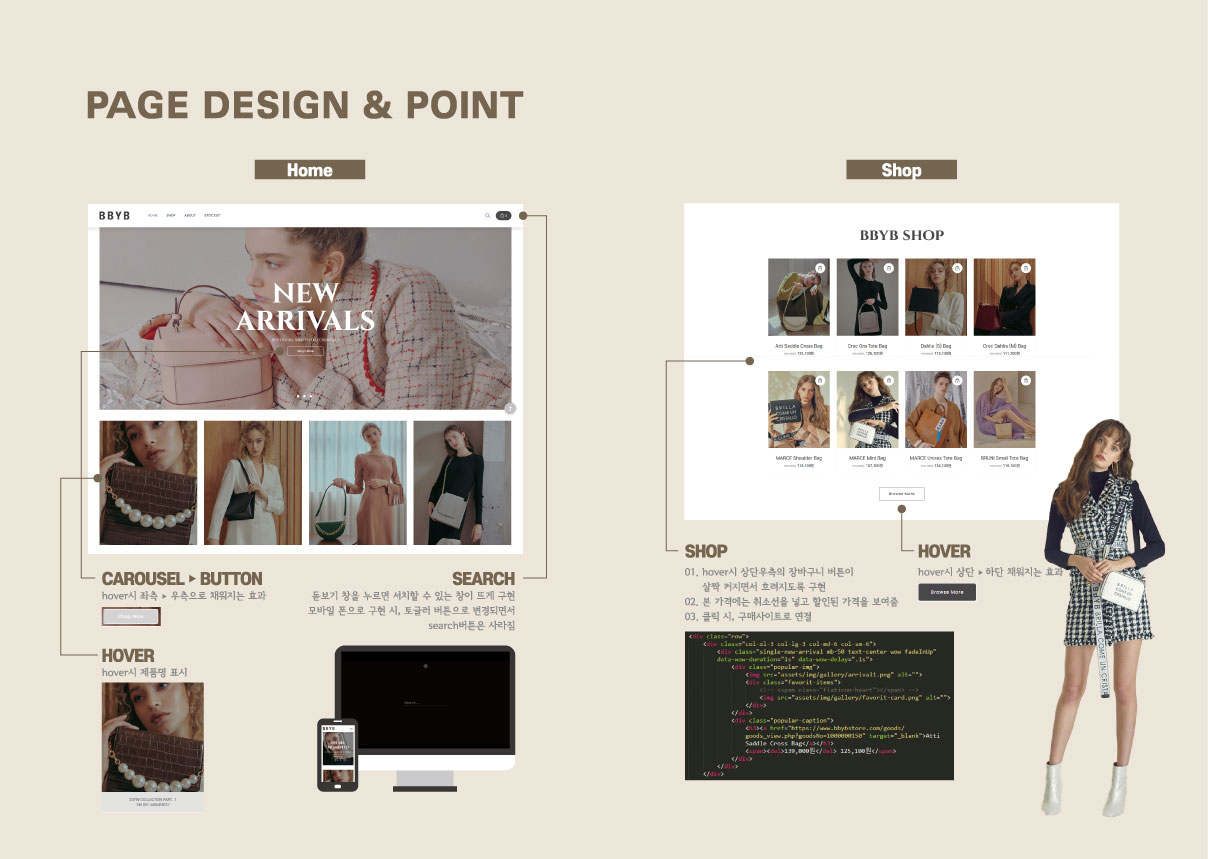 PAGE DESIGN & POINT
Home
BBYB
HOME SHOP ABOUT STOCKIST
NEW
ARRIVALS
Shop Now
CAROUSEL ▸ BUTTON
hover시 좌측 ▸ 우측으로 채워지는 효과
Shop Now
SEARCH
돋보기 창을 누르면 서치할 수 있는 창이 뜨게 구현
모바일 폰으로 구현 시, 토글러 버튼으로 변경되면서
search버튼은 사라짐
HOVER
hover시 제품명 표시
BBYB
Shop
BBYB SHOP
Atti Saddle Cross Bag
Croc Ora Tote Bag
Dahlia (S) Bag
Croc Dahlia (M) Bag
MARGE Shoulder Bag
MARGE Mini Bag
MARGE Unisex Tote Bag
BRUNI Small Tote Bag
BRILLA
COME UN
CRISTALLO
Browse More
SHOP
01. hover시 상단우측의 장바구니 버튼이
살짝 커지면서 흐려지도록 구현
02. 본 가격에는 취소선을 넣고 할인된 가격을 보여줌
03. 클릭 시, 구매사이트로 연결
HOVER
hover시 상단 ▸ 하단 채워지는 효과
Browse More
<div class="row">
<div class="col-xl-3 col-lg-3 col-md-6 col-sm-6">
<div class="single-new-arrival mb-50 text-center wow fadeInUp"
data-wow-duration="1s" data-wow-delay=".1s">
<div class="popular-img">
<img src="assets/img/gallery/arrival1.png" alt="">
<div class="favorit-items">
<!-- <span class="flaticon-heart"></span> -->
<img src="assets/img/gallery/favorit-card.png" alt="">
</div>
</div>
<div class="popular-caption">
<h3><a href="https://www.bbybstore.com/goods/
goods_view.php?goodsNo=1000000150" target="_blank">Atti
Saddle Cross Bag</a></h3>
<span><del>139,000원</del> 125,100원</span>
</div>
</div>
</div>